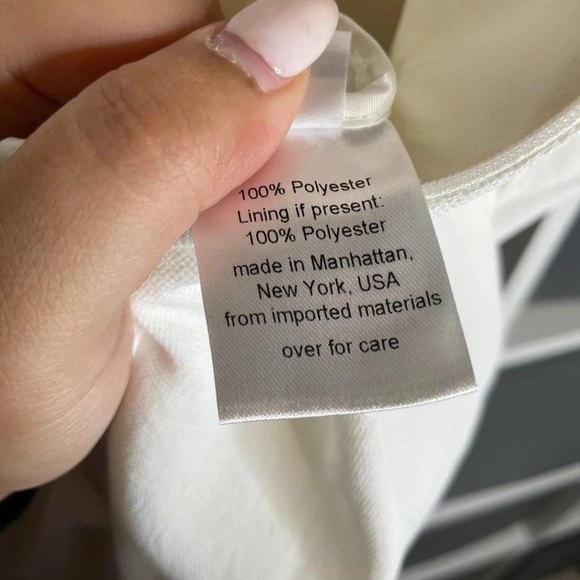 100% Polyester
Lining if present:
100% Polyester
made in Manhattan,
New York, USA
from imported materials
over for care